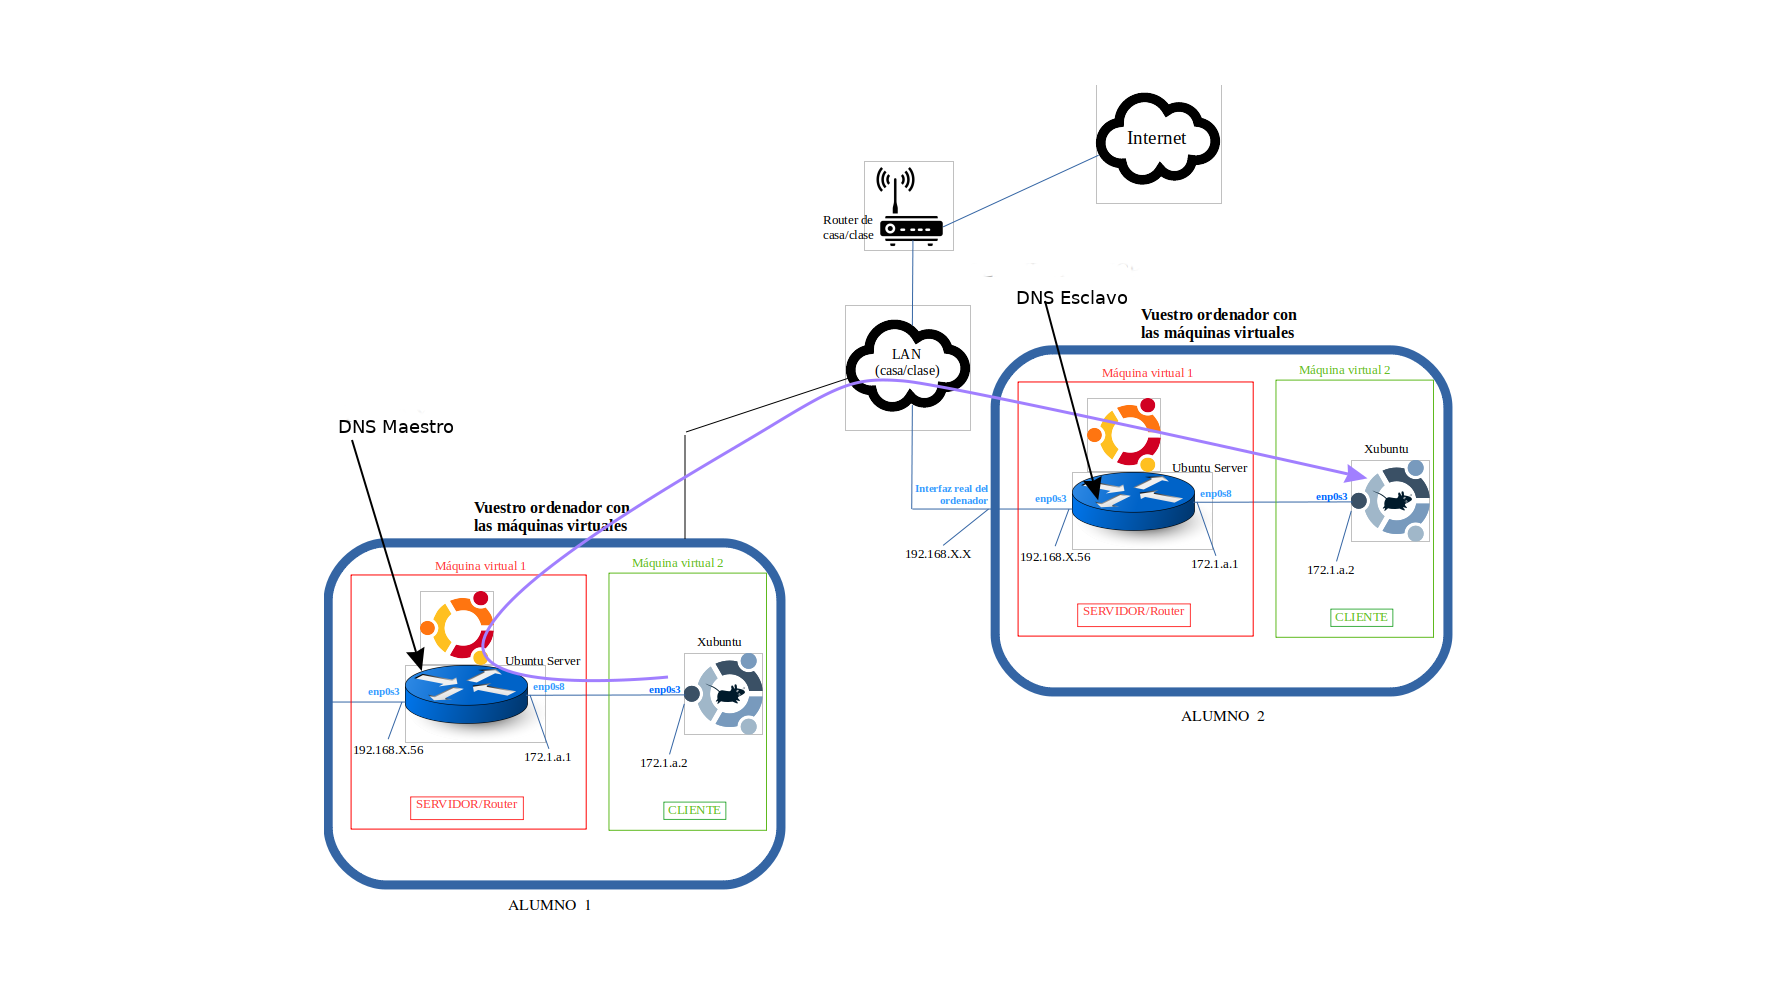 Internet
Router de
casa/clase
DNS Esclavo
Vuestro ordenador con
las máquinas virtuales
LAN
(casa/clase)
Máquina virtual 1
Máquina virtual 2
DNS Maestro
Xubuntu
Ubuntu Server
Interfaz real del
ordenador
enp0s3
enp0s8
enp0s3
192.168.X.X
192.168.X.56
172.1.a.1
172.1.a.2
SERVIDOR/Router
CLIENTE
ALUMNO 2
Vuestro ordenador con
las máquinas virtuales
Máquina virtual 1
Máquina virtual 2
Xubuntu
Ubuntu Server
enp0s3
enp0s8
enp0s3
192.168.X.56
172.1.a.1
172.1.a.2
SERVIDOR/Router
CLIENTE
ALUMNO 1